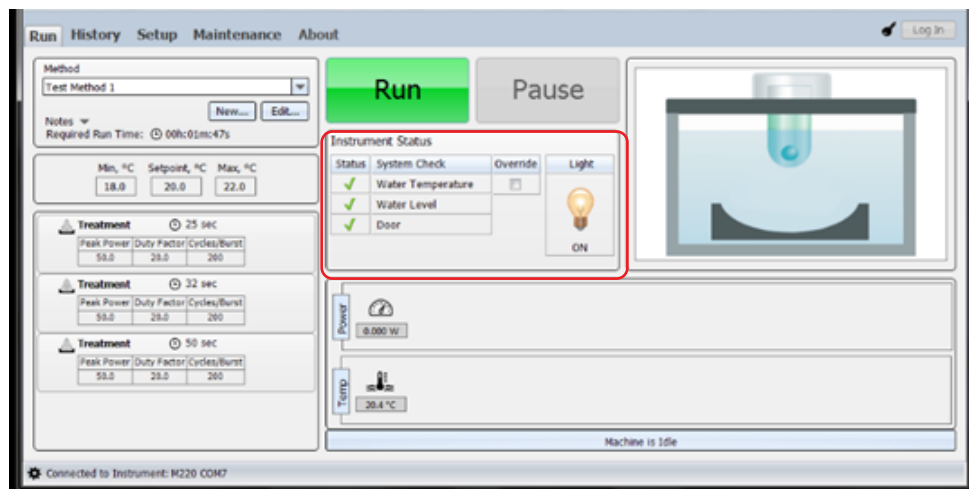 Run History Setup Maintenance About
Log In
Method
Test Method 1
New... Edit...
Notes
Required Run Time: 00h:01m:47s
Min, °C Setpoint, °C Max, °C
18.0 20.0 22.0
Treatment 25 sec
Peak Power Duty Factor Cycles/Burst
50.0 20.0 200
Treatment 32 sec
Peak Power Duty Factor Cycles/Burst
50.0 20.0 200
Treatment 50 sec
Peak Power Duty Factor Cycles/Burst
50.0 20.0 200
Run Pause
Instrument Status
Status System Check Override Light
Water Temperature
Water Level
Door
ON
Power
0.000 W
Temp
20.4 °C
Machine is Idle
Connected to Instrument: M220 COM7